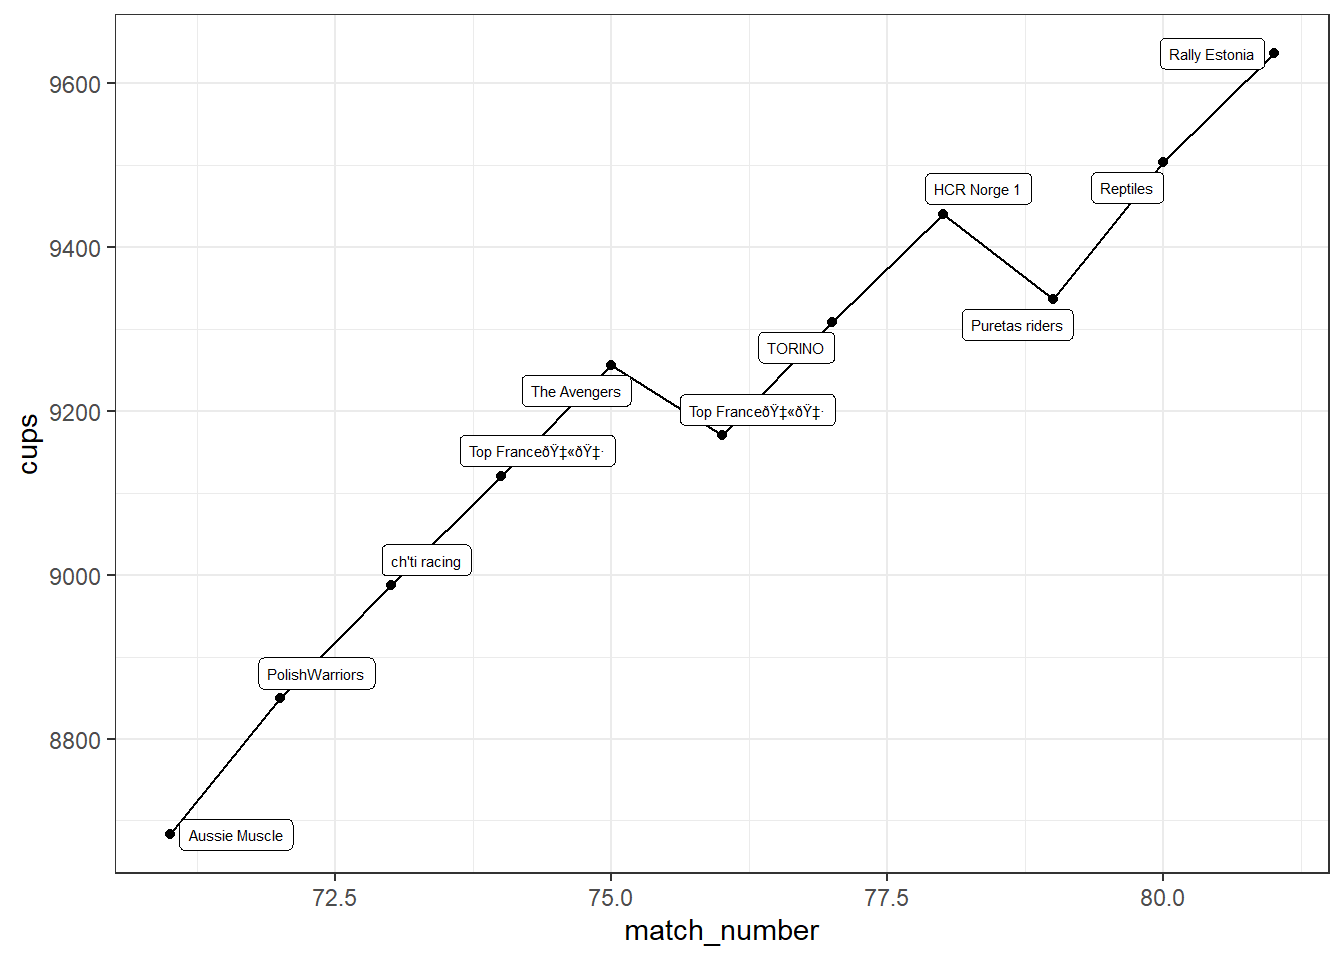 9600
9400
9200
9000
8800
cups
Rally Estonia
Reptiles
HCR Norge 1
Puretas riders
TORINO
Top FranceðŸ‡«ðŸ‡·
The Avengers
Top FranceðŸ‡«ðŸ‡·
ch'ti racing
PolishWarriors
Aussie Muscle
72.5
75.0
77.5
80.0
match_number